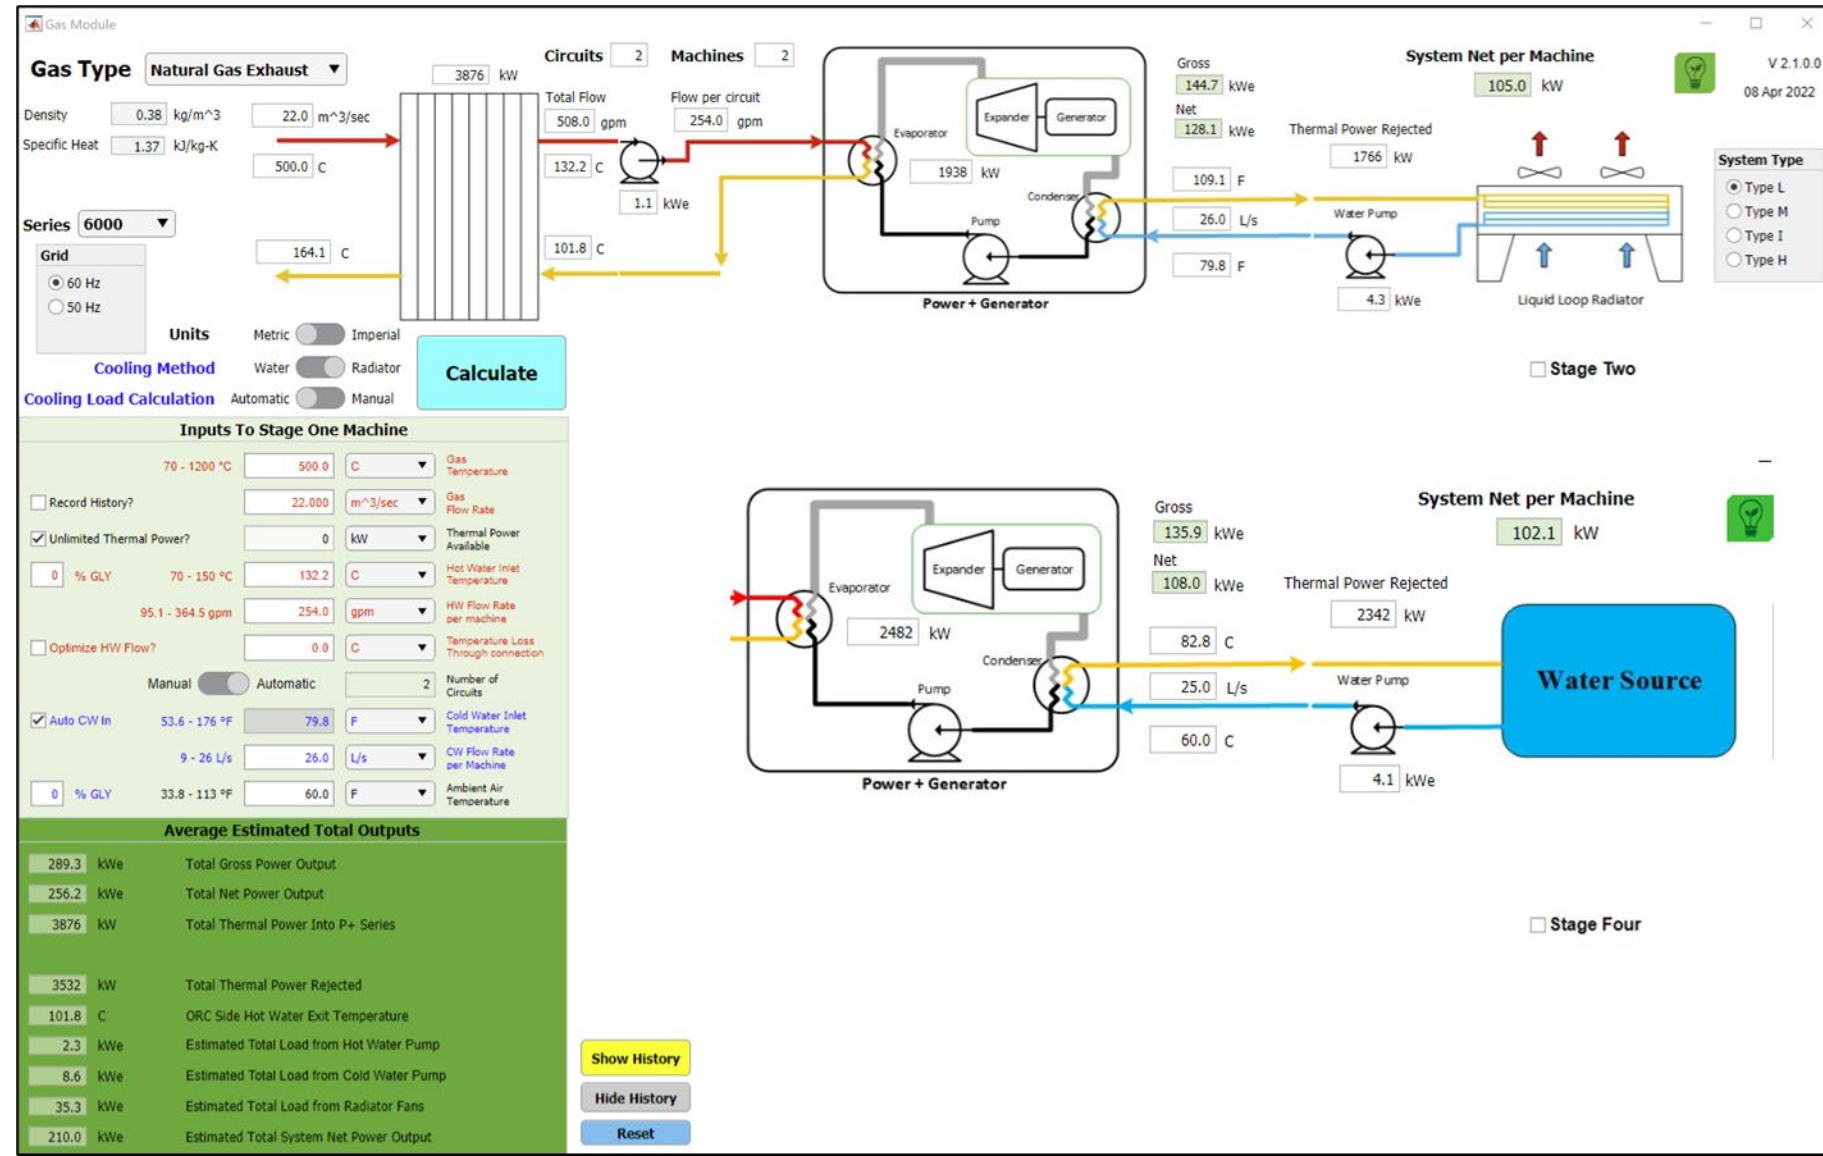 Gas Module
Gas Type Natural Gas Exhaust
Density 0.38 kg/m^3
Specific Heat 1.37 kJ/kg-K
22.0 m^3/sec
500.0 C
3876 kW
Circuits 2 Machines 2
Total Flow Flow per circuit
508.0 gpm 254.0 gpm
132.2 C
1.1 kWe
101.8 C
164.1 C
Series 6000
Grid
60 Hz
50 Hz
Units Metric Imperial
Cooling Method Water Radiator
Cooling Load Calculation Automatic Manual
Calculate
Evaporator
1938 kW
Expander
Generator
Condenser
Pump
Power + Generator
Gross
144.7 kWe
Net
128.1 kWe
109.1 F
26.0 L/s
79.8 F
System Net per Machine
105.0 kW
Thermal Power Rejected
1766 kW
Water Pump
4.3 kWe
Liquid Loop Radiator
V 2.1.0.0
08 Apr 2022
System Type
Type L
Type M
Type I
Type H
Stage Two
Inputs To Stage One Machine
70 - 1200 °C 500.0 C Gas
Temperature
Record History? 22.000 m^3/sec Gas
Flow Rate
Unlimited Thermal Power? 0 kW Thermal Power
Available
0 % GLY 70 - 150 °C 132.2 C Hot Water Inlet
Temperature
95.1 - 364.5 gpm 254.0 gpm HW Flow Rate
per machine
Optimize HW Flow? 0.0 C Temperature Loss
Through connection
Manual Automatic 2 Number of
Circuits
Auto CW In 53.6 - 176 °F 79.8 F Cold Water Inlet
Temperature
9 - 26 L/s 26.0 L/s CW Flow Rate
per Machine
0 % GLY 33.8 - 113 °F 60.0 F Ambient Air
Temperature
Average Estimated Total Outputs
289.3 kWe Total Gross Power Output
256.2 kWe Total Net Power Output
3876 kW Total Thermal Power Into P+ Series
3532 kW Total Thermal Power Rejected
101.8 C ORC Side Hot Water Exit Temperature
2.3 kWe Estimated Total Load from Hot Water Pump
8.6 kWe Estimated Total Load from Cold Water Pump
35.3 kWe Estimated Total Load from Radiator Fans
210.0 kWe Estimated Total System Net Power Output
Show History
Hide History
Reset
Evaporator
2482 kW
Expander
Generator
Condenser
Pump
Power + Generator
Gross
135.9 kWe
Net
108.0 kWe
82.8 C
25.0 L/s
60.0 C
System Net per Machine
102.1 kW
Thermal Power Rejected
2342 kW
Water Pump
4.1 kWe
Water Source
Stage Four